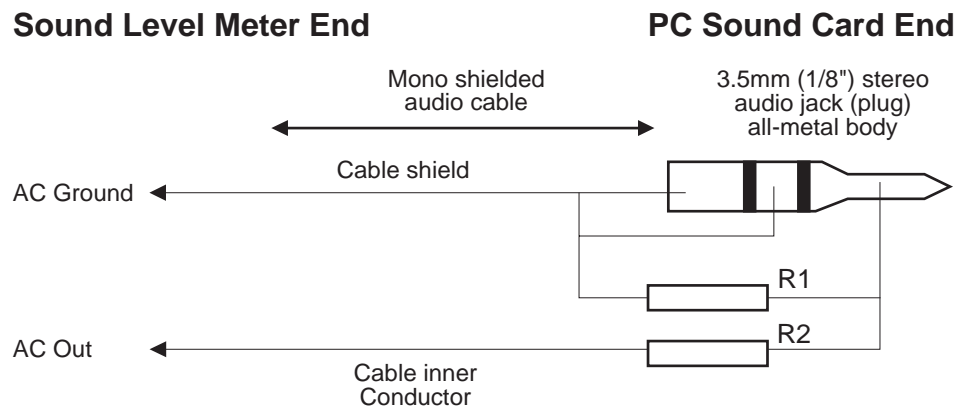 Sound Level Meter End
PC Sound Card End
Mono shielded
audio cable
3.5mm (1/8") stereo
audio jack (plug)
all-metal body
Cable shield
AC Ground
R1
R2
AC Out
Cable inner
Conductor